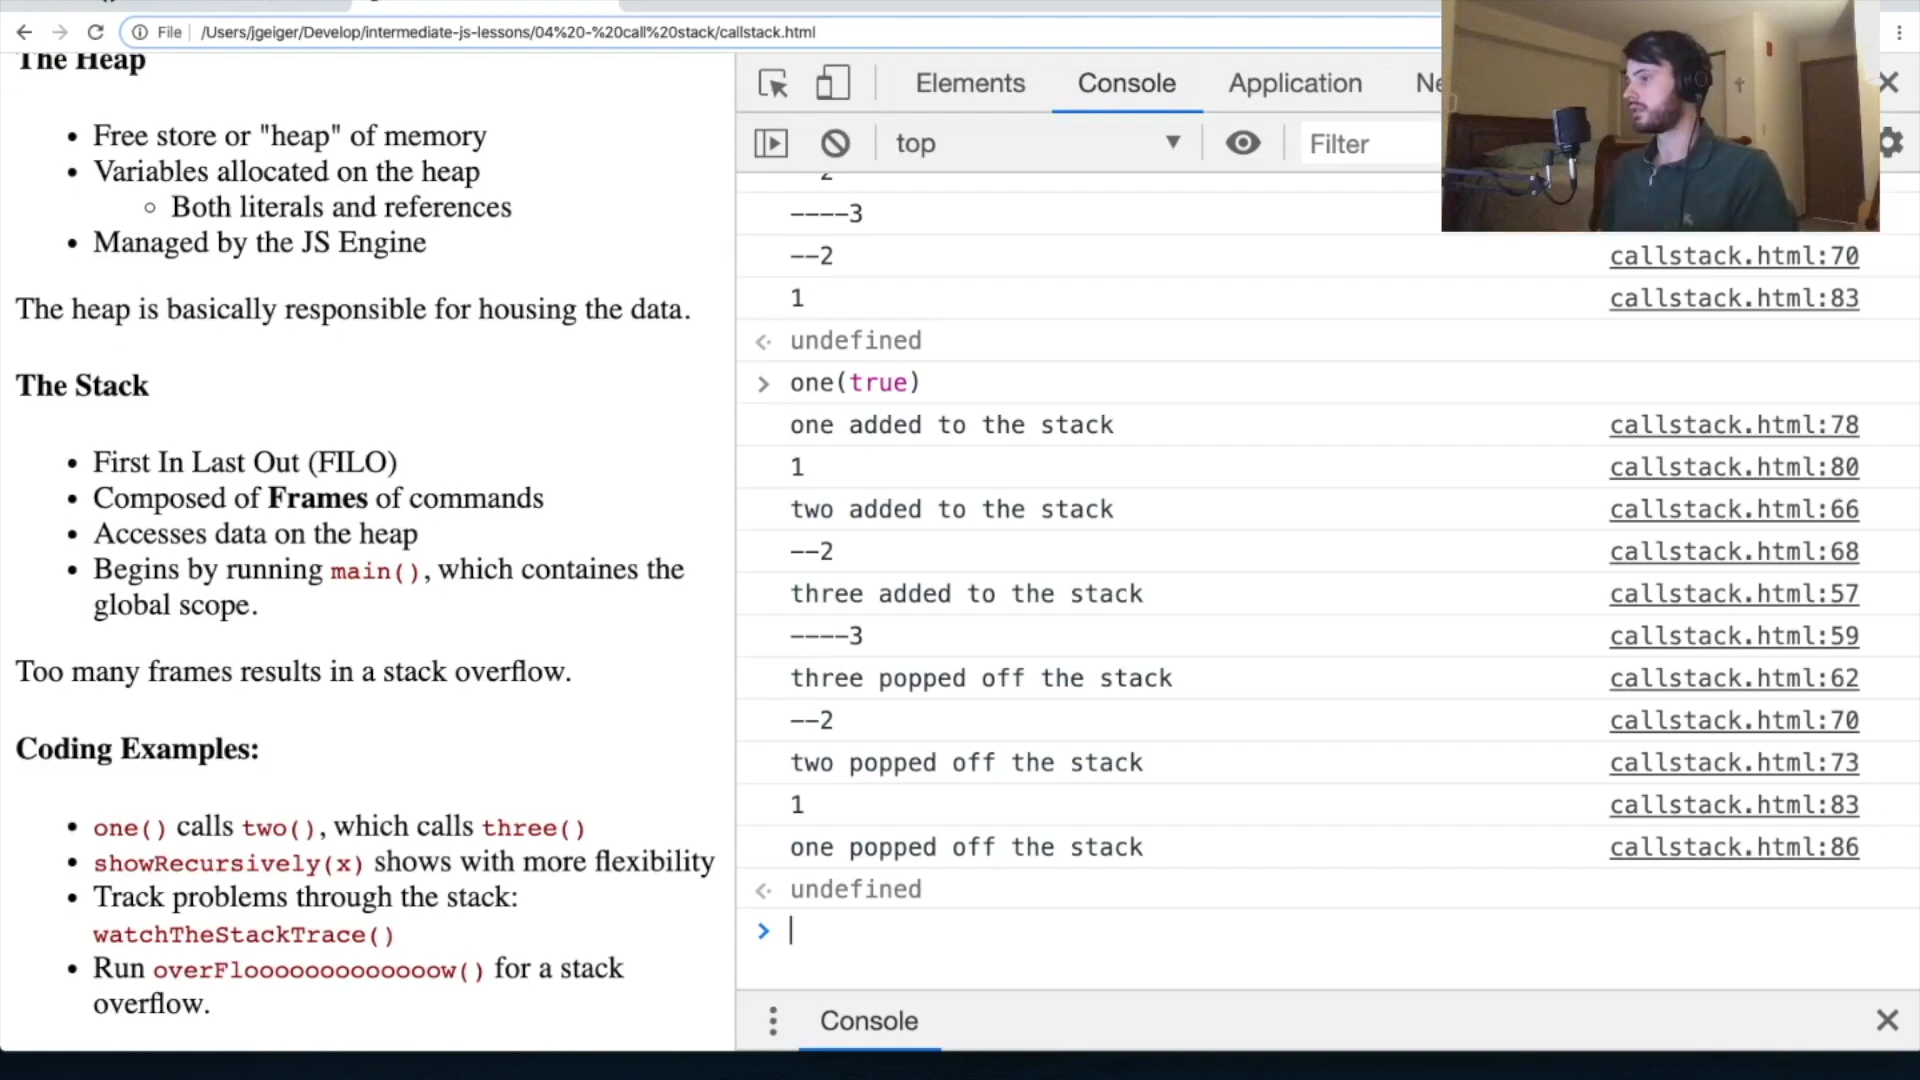 File | /Users/jgeiger/Develop/intermediate-js-lessons/04%20-%20call%20stack/callstack.html
The Heap
• Free store or "heap" of memory
• Variables allocated on the heap
◦ Both literals and references
• Managed by the JS Engine
The heap is basically responsible for housing the data.
The Stack
• First In Last Out (FILO)
• Composed of Frames of commands
• Accesses data on the heap
• Begins by running main(), which containes the
global scope.
Too many frames results in a stack overflow.
Coding Examples:
• one() calls two(), which calls three()
• showRecursively(x) shows with more flexibility
• Track problems through the stack:
watchTheStackTrace()
• Run overFlooooooooooooow() for a stack
overflow.
Elements Console Application Ne
top Filter
----3
--2 callstack.html:70
1 callstack.html:83
undefined
one(true)
one added to the stack callstack.html:78
1 callstack.html:80
two added to the stack callstack.html:66
--2 callstack.html:68
three added to the stack callstack.html:57
----3 callstack.html:59
three popped off the stack callstack.html:62
--2 callstack.html:70
two popped off the stack callstack.html:73
1 callstack.html:83
one popped off the stack callstack.html:86
undefined
Console